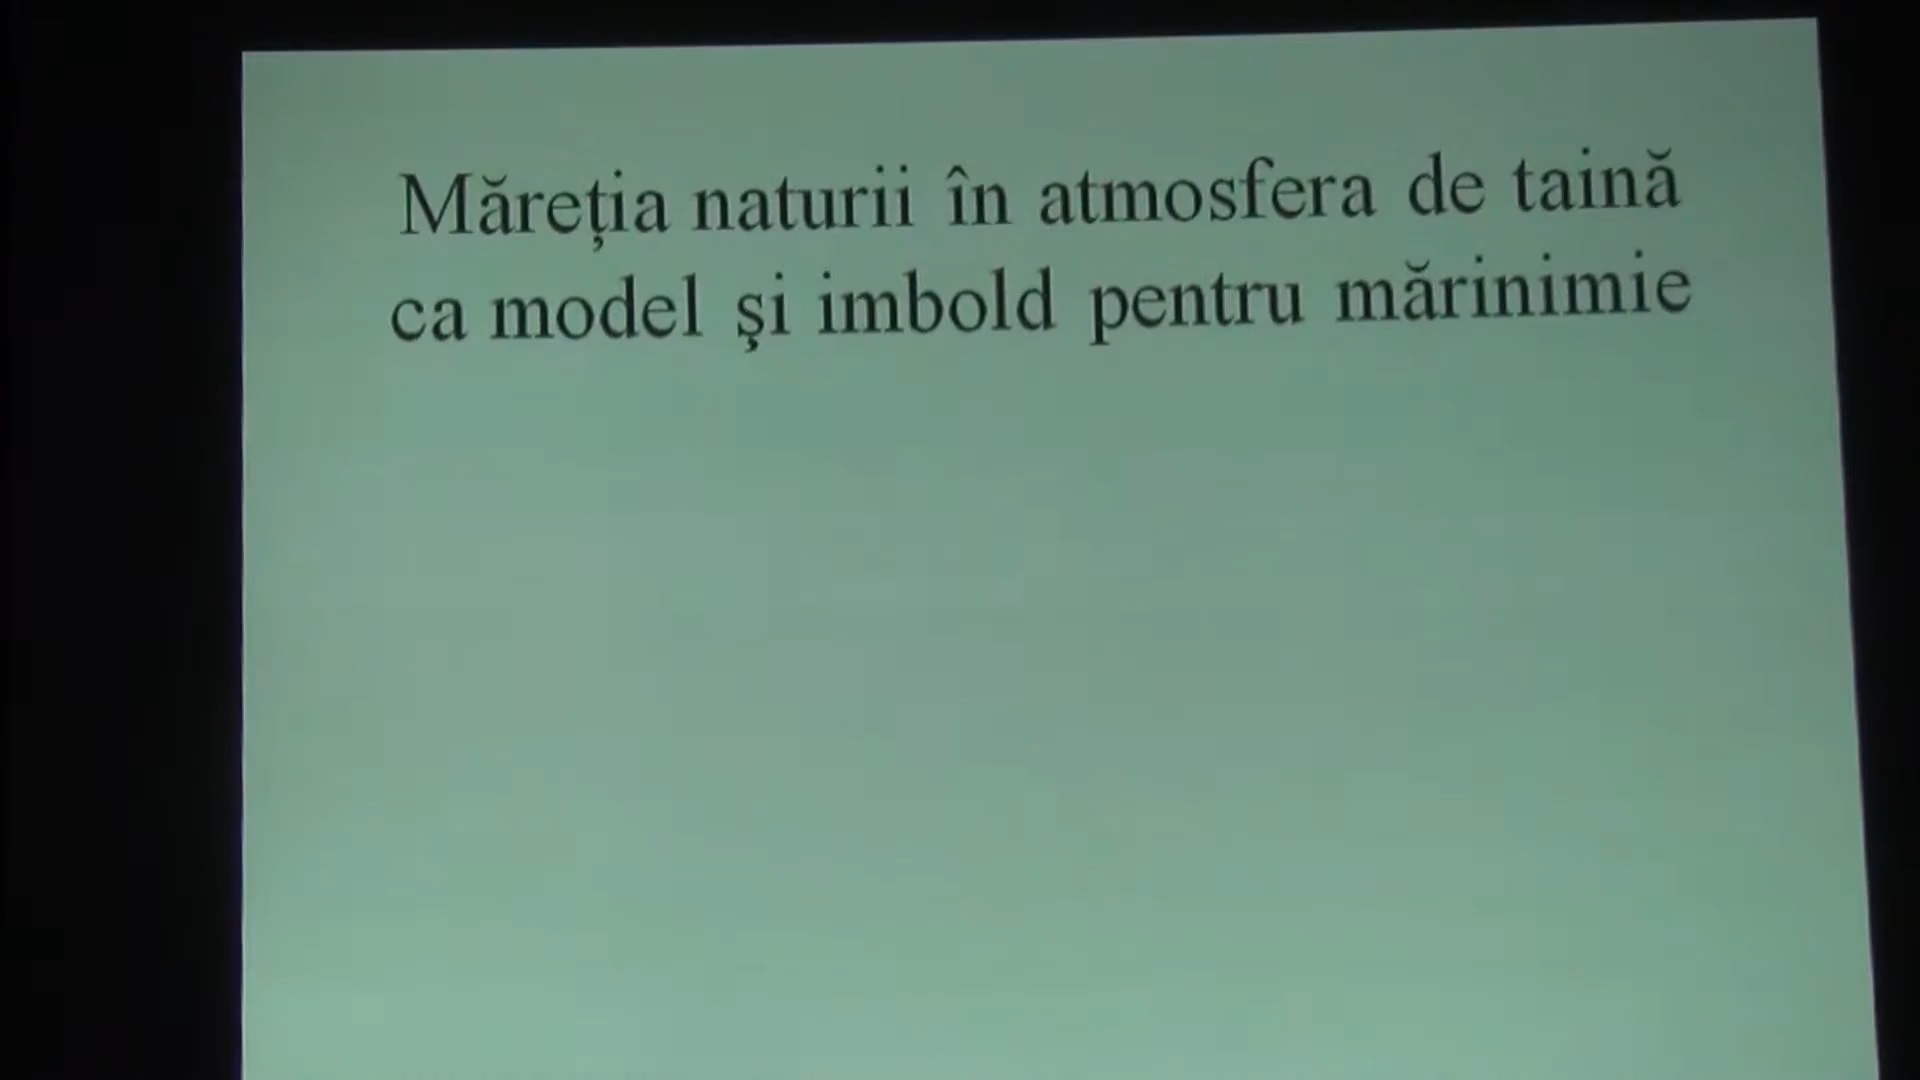 Măreția naturii în atmosfera de taină
ca model şi imbold pentru mărinimie